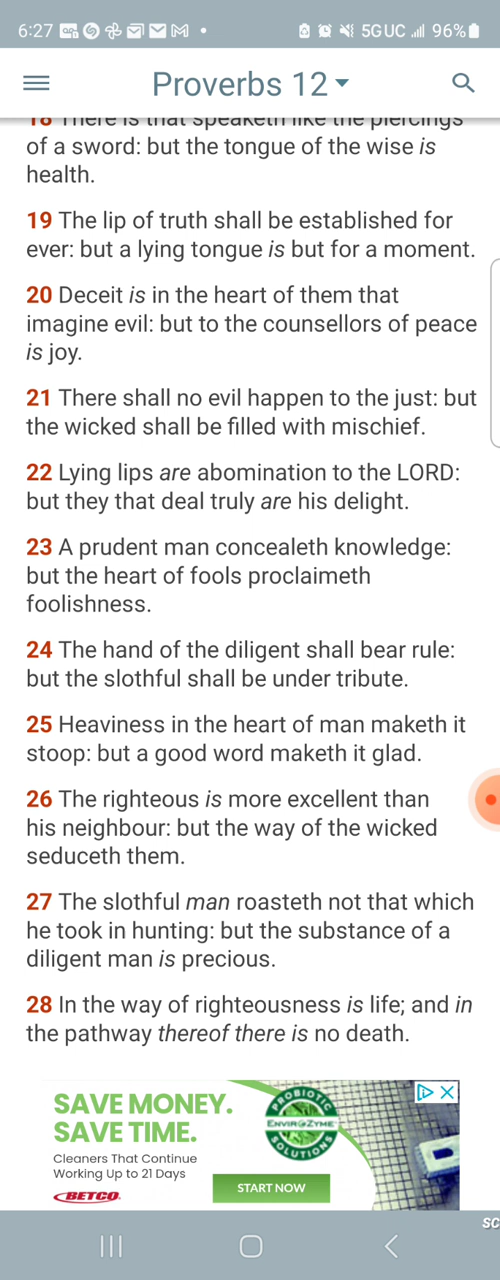 6:27
5GUC 96%
Proverbs 12
18 There is that speaketh like the piercings
of a sword: but the tongue of the wise is
health.
19 The lip of truth shall be established for
ever: but a lying tongue is but for a moment.
20 Deceit is in the heart of them that
imagine evil: but to the counsellors of peace
is joy.
21 There shall no evil happen to the just: but
the wicked shall be filled with mischief.
22 Lying lips are abomination to the LORD:
but they that deal truly are his delight.
23 A prudent man concealeth knowledge:
but the heart of fools proclaimeth
foolishness.
24 The hand of the diligent shall bear rule:
but the slothful shall be under tribute.
25 Heaviness in the heart of man maketh it
stoop: but a good word maketh it glad.
26 The righteous is more excellent than
his neighbour: but the way of the wicked
seduceth them.
27 The slothful man roasteth not that which
he took in hunting: but the substance of a
diligent man is precious.
28 In the way of righteousness is life; and in
the pathway thereof there is no death.
SAVE MONEY.
SAVE TIME.
Cleaners That Continue
Working Up to 21 Days
BETCO
PROBIOTIC
ENVIROZYME
SOLUTIONS
START NOW
SC